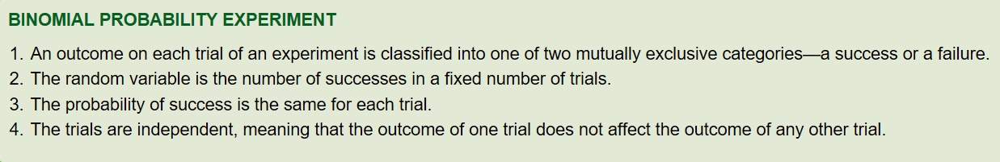 BINOMIAL PROBABILITY EXPERIMENT
1. An outcome on each trial of an experiment is classified into one of two mutually exclusive categories—a success or a failure.
2. The random variable is the number of successes in a fixed number of trials.
3. The probability of success is the same for each trial.
4. The trials are independent, meaning that the outcome of one trial does not affect the outcome of any other trial.